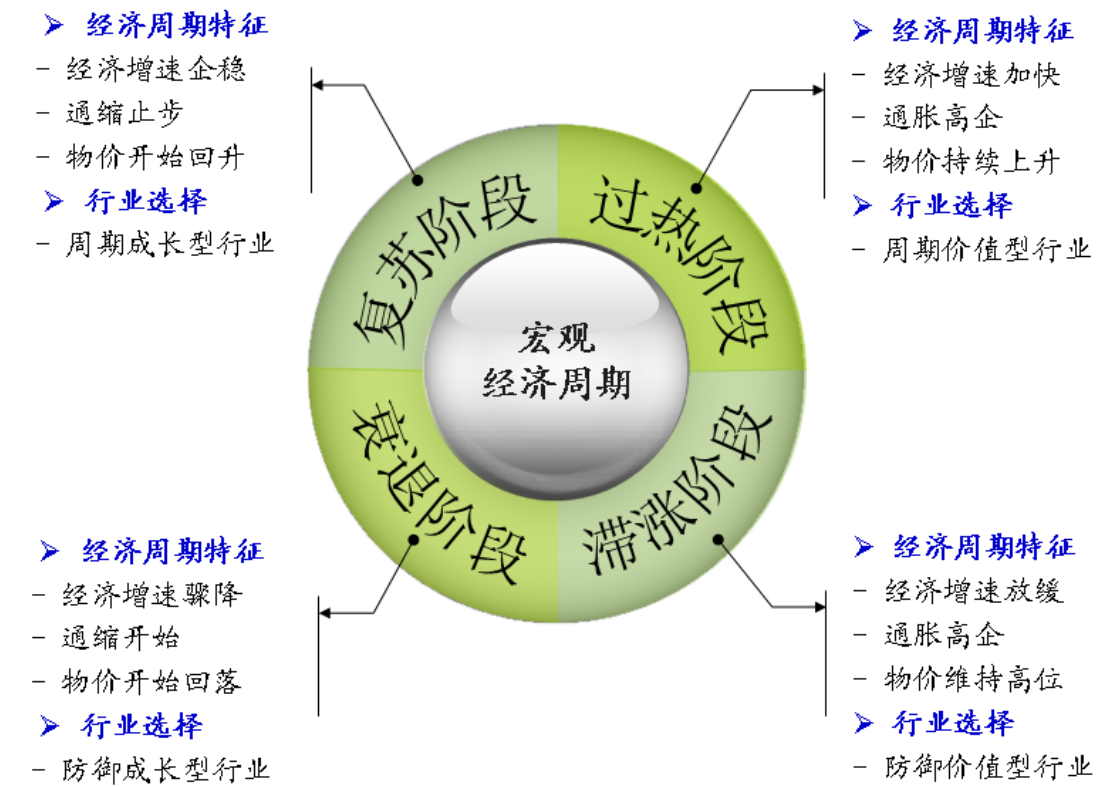 ➢ 经济周期特征
– 经济增速企稳
– 通缩止步
– 物价开始回升
➢ 行业选择
– 周期成长型行业
➢ 经济周期特征
– 经济增速加快
– 通胀高企
– 物价持续上升
➢ 行业选择
– 周期价值型行业
复苏阶段
过热阶段
宏观
经济周期
衰退阶段
滞涨阶段
➢ 经济周期特征
– 经济增速骤降
– 通缩开始
– 物价开始回落
➢ 行业选择
– 防御成长型行业
➢ 经济周期特征
– 经济增速放缓
– 通胀高企
– 物价维持高位
➢ 行业选择
– 防御价值型行业